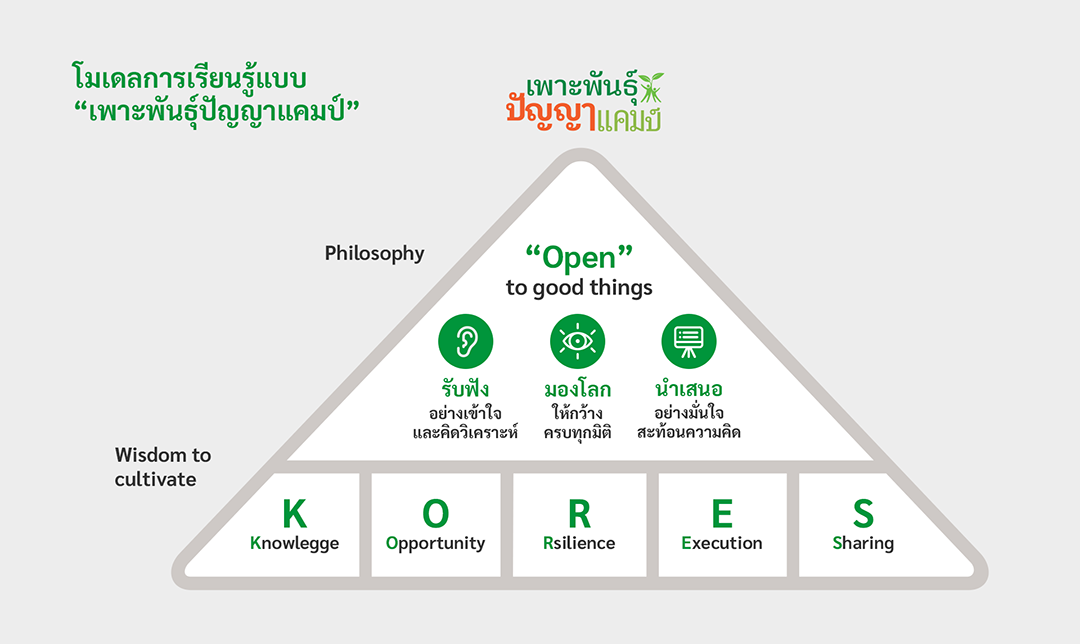 โมเดลการเรียนรู้แบบ
“เพาะพันธุ์ปัญญาแคมป์”
เพาะพันธุ์
ปัญญาแคมป์
Philosophy
“Open”
to good things
รับฟัง
อย่างเข้าใจ
และคิดวิเคราะห์
มองโลก
ให้กว้าง
ครบทุกมิติ
นำเสนอ
อย่างมั่นใจ
สะท้อนความคิด
Wisdom to
cultivate
K
Knowlegge
O
Opportunity
R
Rsilience
E
Execution
S
Sharing